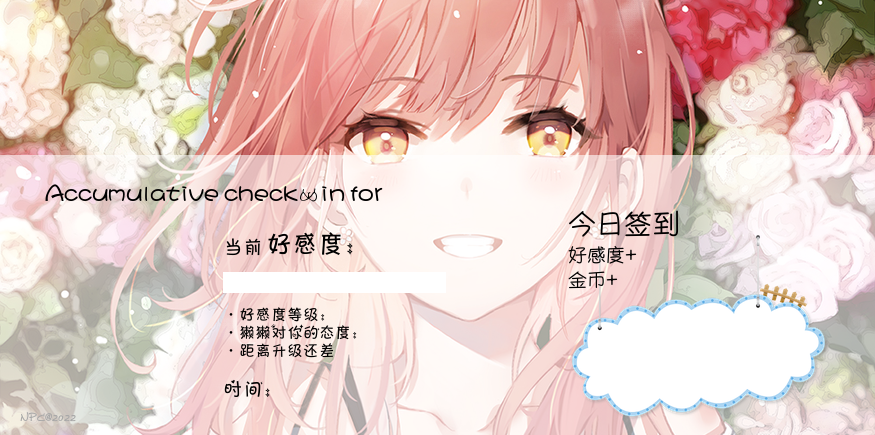 Accumulative check in for
当前 好感度：
· 好感度等级：
· 獭獭对你的态度：
· 距离升级还差
时间：
今日签到
好感度+
金币+
NPC@2022